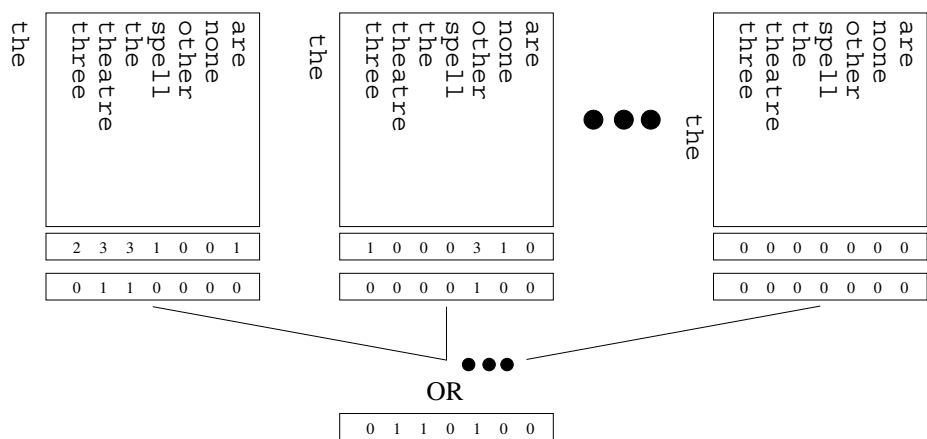 the
three
theatre
the
spell
other
none
are
the
three
theatre
the
spell
other
none
are
the
three
theatre
the
spell
other
none
are
2 3 3 1 0 0 1
1 0 0 0 3 1 0
0 0 0 0 0 0 0
0 1 1 0 0 0 0
0 0 0 0 1 0 0
0 0 0 0 0 0 0
OR
0 1 1 0 1 0 0